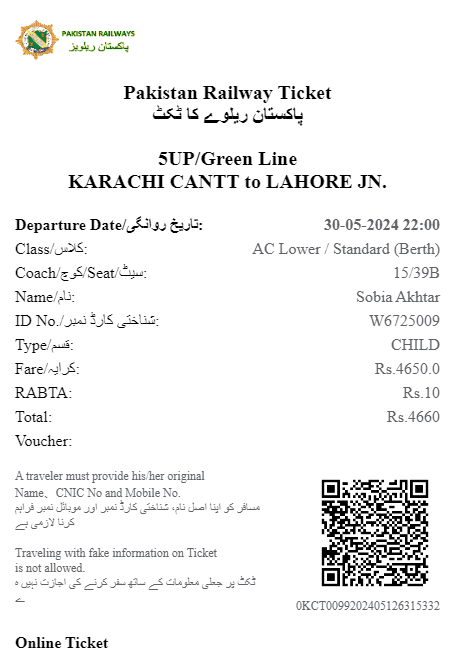 PAKISTAN RAILWAYS
پاکستان ریلویز
Pakistan Railway Ticket
پاکستان ریلوے کا ٹکٹ
5UP/Green Line
KARACHI CANTT to LAHORE JN.
Departure Date/تاریخ روانگی: 30-05-2024 22:00
Class/کلاس: AC Lower / Standard (Berth)
Coach/کوچ/Seat/سیٹ: 15/39B
Name/نام: Sobia Akhtar
ID No./شناختی کارڈ نمبر: W6725009
Type/قسم: CHILD
Fare/کرایہ: Rs.4650.0
RABTA: Rs.10
Total: Rs.4660
Voucher:
A traveler must provide his/her original
Name、CNIC No and Mobile No.
مسافر کو اپنا اصل نام، شناختی کارڈ نمبر اور موبائل نمبر فراہم
کرنا لازمی ہے
Traveling with fake information on Ticket
is not allowed.
ٹکٹ پر جعلی معلومات کے ساتھ سفر کرنے کی اجازت نہیں ہ
ے
0KCT0099202405126315332
Online Ticket